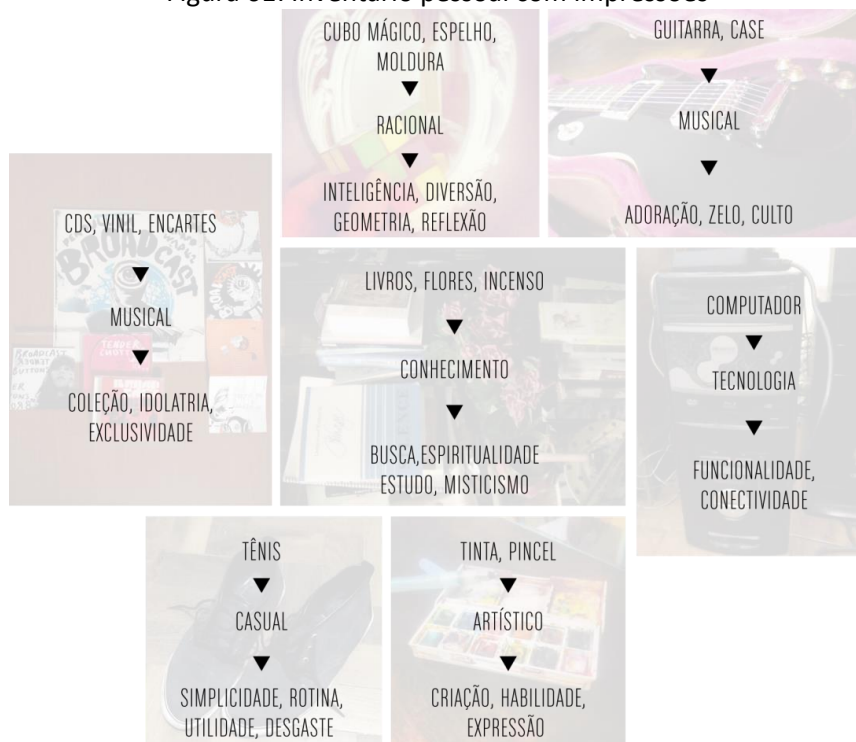 Figura 01: Inventário pessoal com impressões
CUBO MÁGICO, ESPELHO,
MOLDURA
RACIONAL
INTELIGÊNCIA, DIVERSÃO,
GEOMETRIA, REFLEXÃO
GUITARRA, CASE
MUSICAL
ADORAÇÃO, ZELO, CULTO
CDS, VINIL, ENCARTES
BROADCAST
MUSICAL
TENDER
COLEÇÃO, IDOLATRIA,
EXCLUSIVIDADE
LIVROS, FLORES, INCENSO
CONHECIMENTO
BUSCA,ESPIRITUALIDADE
ESTUDO, MISTICISMO
COMPUTADOR
TECNOLOGIA
FUNCIONALIDADE,
CONECTIVIDADE
TÊNIS
CASUAL
SIMPLICIDADE, ROTINA,
UTILIDADE, DESGASTE
TINTA, PINCEL
ARTÍSTICO
CRIAÇÃO, HABILIDADE,
EXPRESSÃO